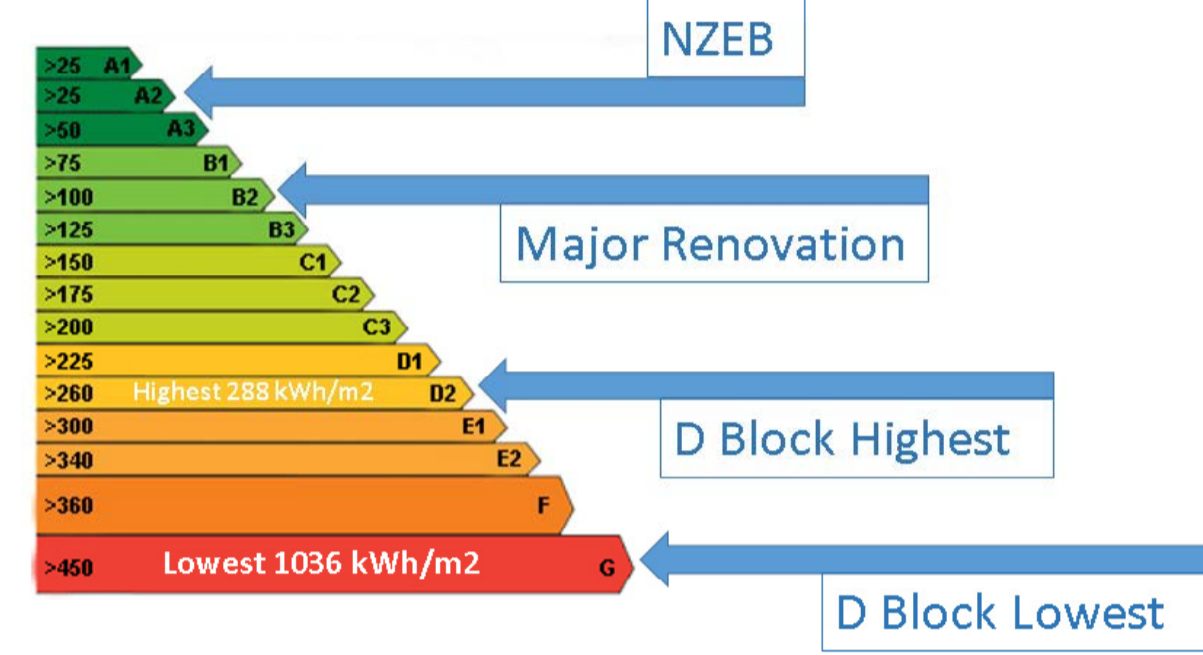 NZEB
>25 A1
>25 A2
>50 A3
>75 B1
>100 B2
Major Renovation
>125 B3
>150 C1
>175 C2
>200 C3
>225 D1
>260 Highest 288 kWh/m2 D2
D Block Highest
>300 E1
>340 E2
>360 F
>450 Lowest 1036 kWh/m2 G
D Block Lowest